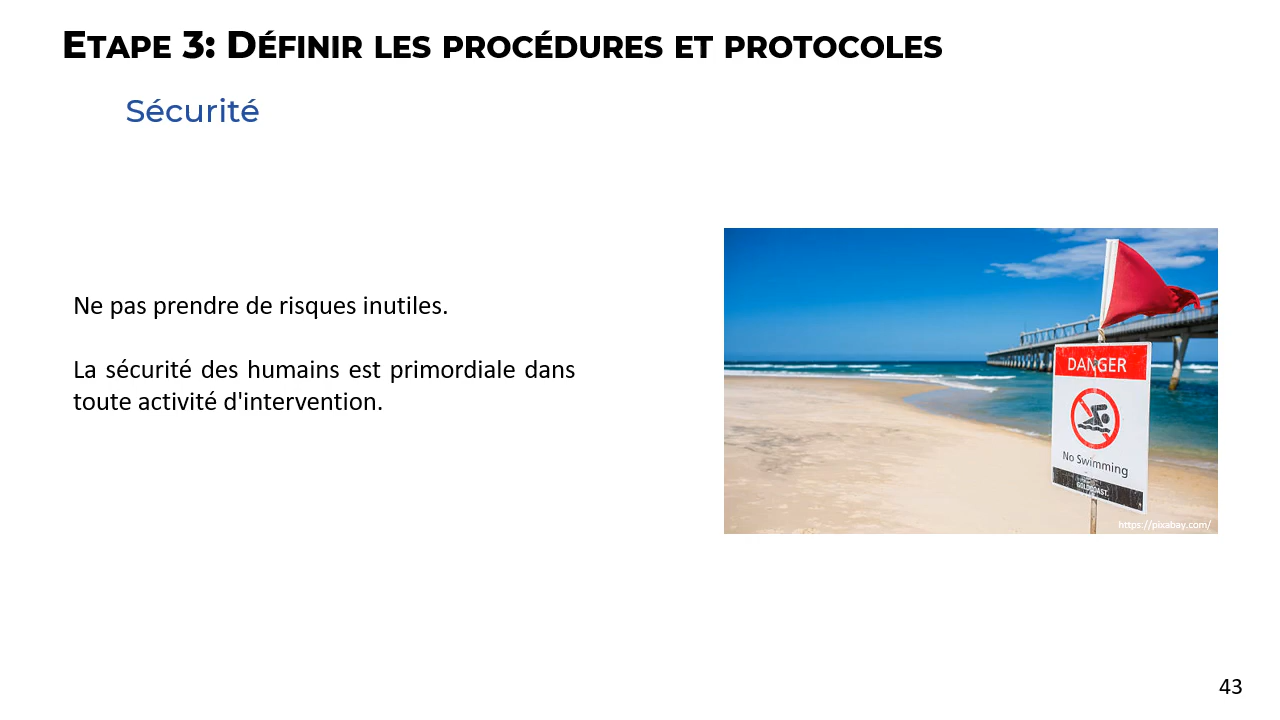 ETAPE 3: DÉFINIR LES PROCÉDURES ET PROTOCOLES
Sécurité
Ne pas prendre de risques inutiles.
La sécurité des humains est primordiale dans
toute activité d'intervention.
DANGER
No Swimming
GOLDCOAST.
https://pixabay.com/
43